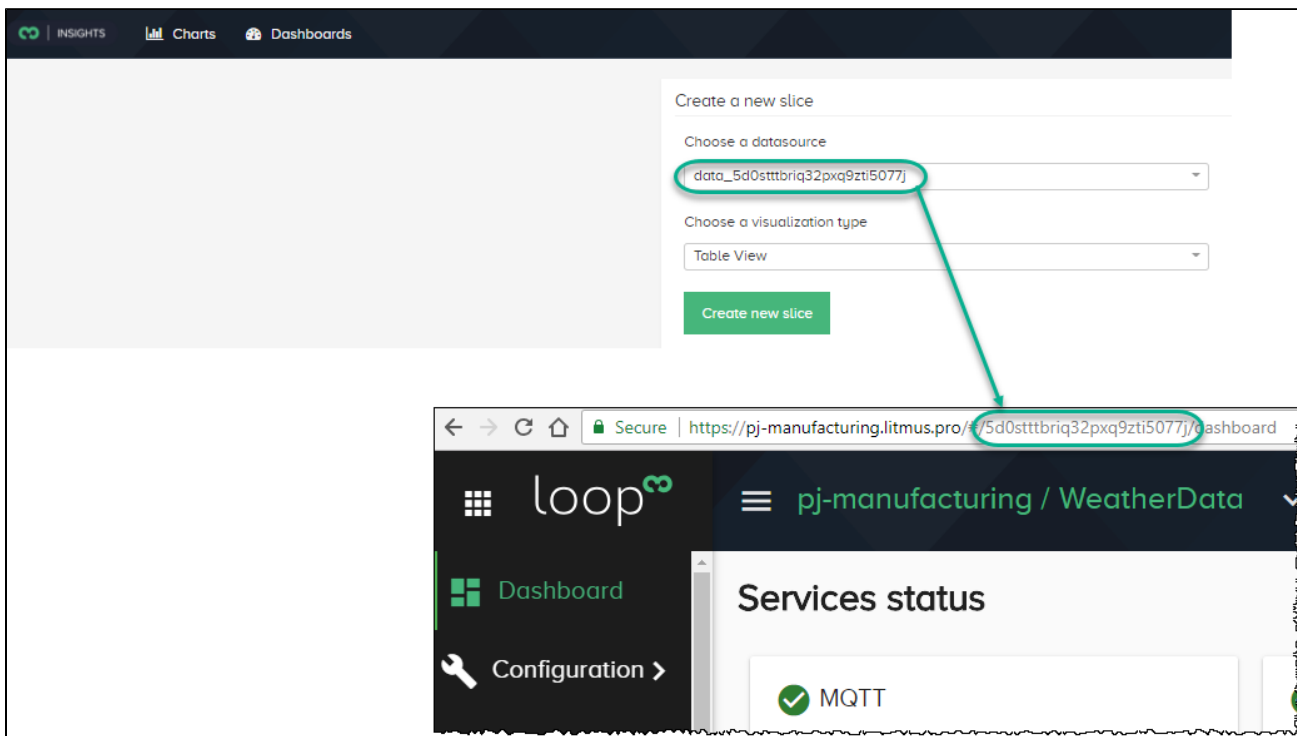 INSIGHTS Charts Dashboards
Create a new slice
Choose a datasource
data_5d0stttbriq32pxq9zti5077j
Choose a visualization type
Table View
Create new slice
Secure | https://pj-manufacturing.litmus.pro/#/5d0stttbriq32pxq9zti5077j/dashboard
loop
pj-manufacturing / WeatherData
Dashboard
Services status
Configuration
MQTT